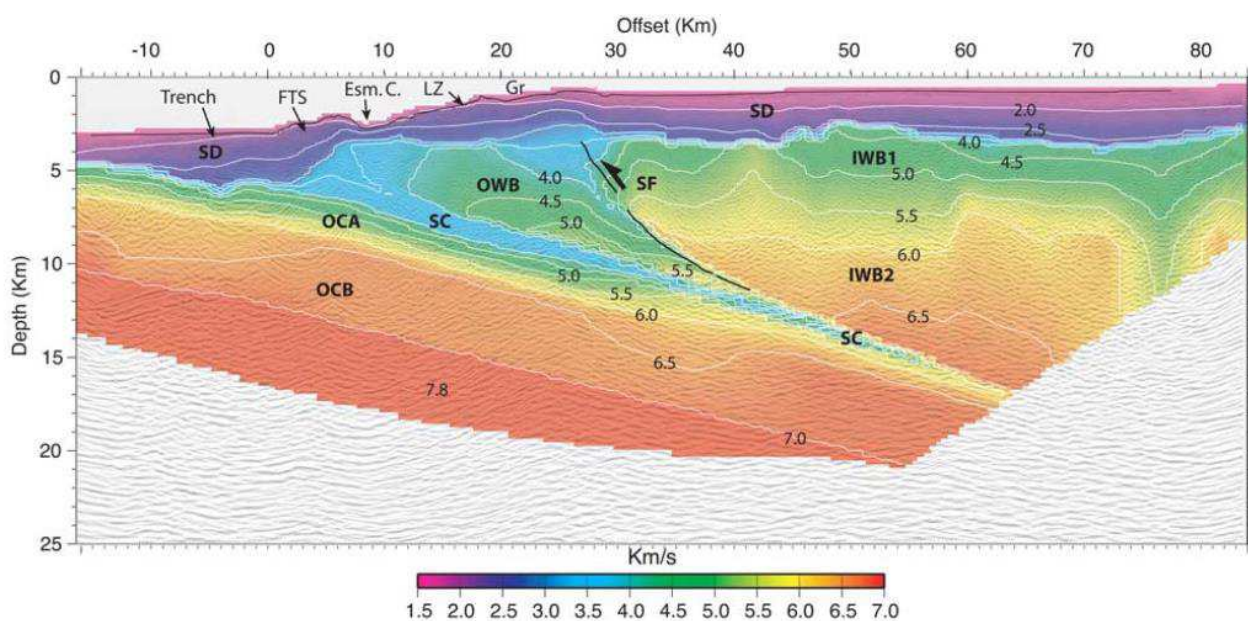 Offset (Km)
-10 0 10 20 30 40 50 60 70 80
Trench FTS Esm. C. LZ Gr
SD SD 2.0
2.5
4.0
IWB1 4.5
5.0
OWB 4.0 SF
4.5
OCA SC 5.0 5.5
6.0
5.0 5.5 IWB2
OCB 5.5
6.0 6.5
SC
6.5
7.8
7.0
0
5
10
15
20
25
Depth (Km)
Km/s
1.5 2.0 2.5 3.0 3.5 4.0 4.5 5.0 5.5 6.0 6.5 7.0